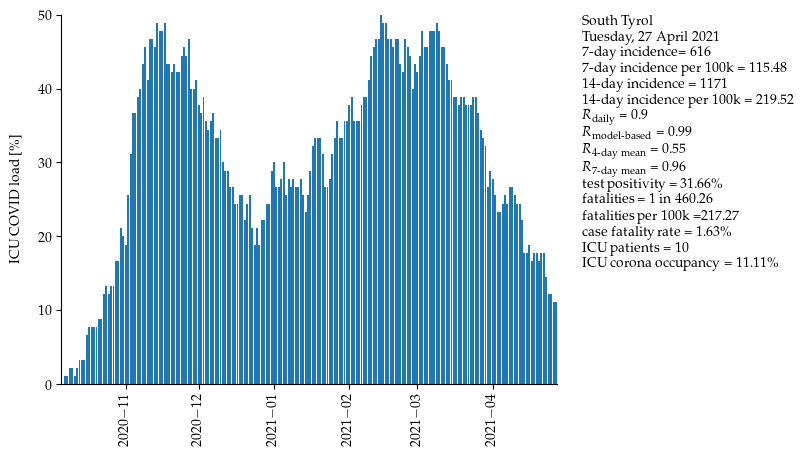 50
40
30
20
10
0
ICU COVID load [%]
2020−11
2020−12
2021−01
2021−02
2021−03
2021−04
South Tyrol
Tuesday, 27 April 2021
7-day incidence= 616
7-day incidence per 100k = 115.48
14-day incidence = 1171
14-day incidence per 100k = 219.52
R daily = 0.9
R model-based = 0.99
R 4-day mean = 0.55
R 7-day mean = 0.96
test positivity = 31.66%
fatalities = 1 in 460.26
fatalities per 100k =217.27
case fatality rate = 1.63%
ICU patients = 10
ICU corona occupancy = 11.11%